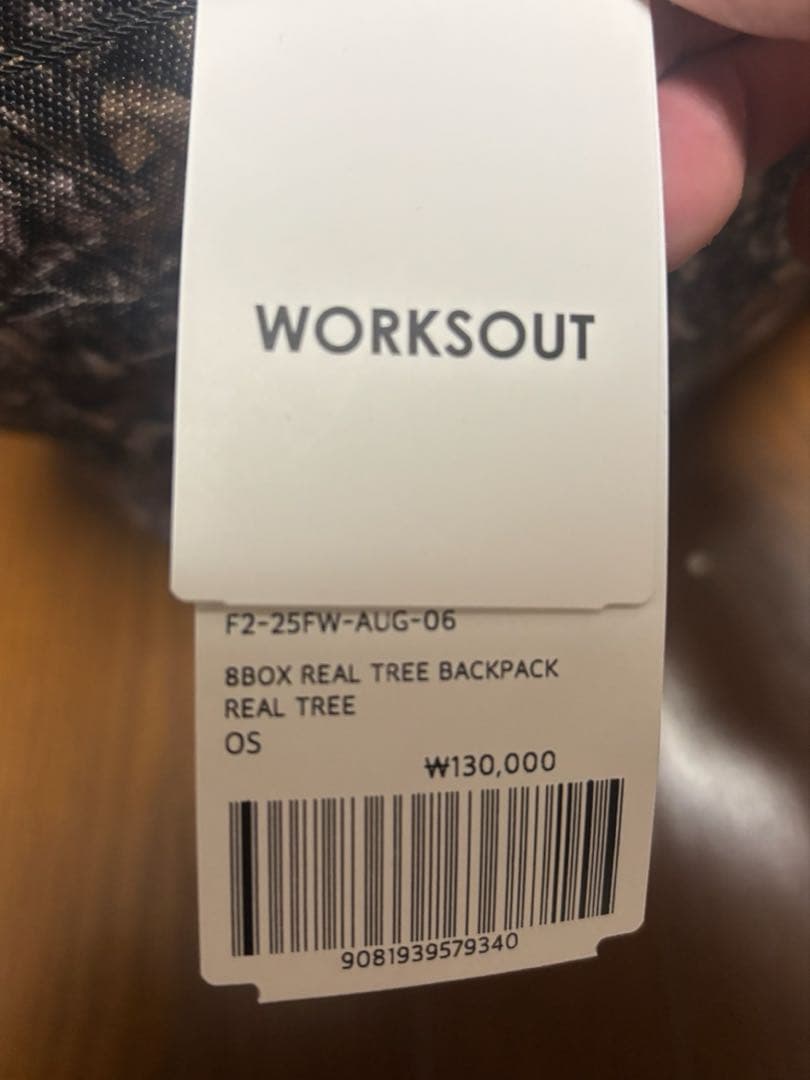 WORKSOUT
F2-25FW-AUG-06
8BOX REAL TREE BACKPACK
REAL TREE
OS
₩130,000
9081939579340